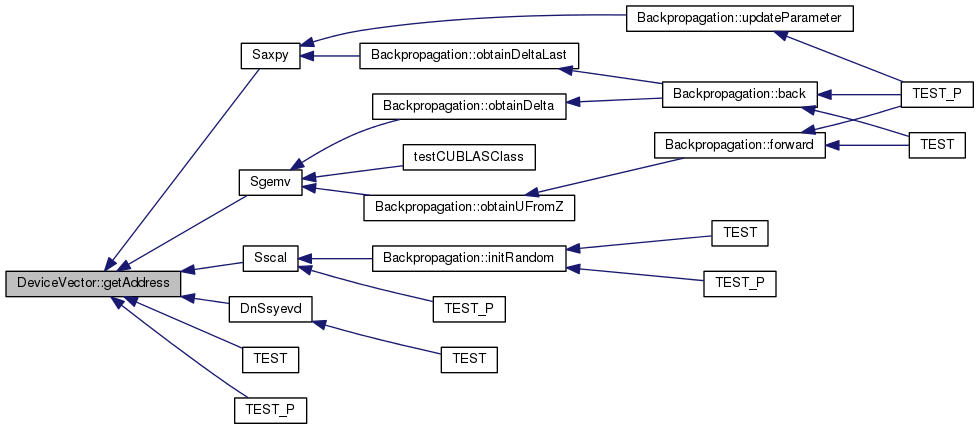 Backpropagation::updateParameter
Saxpy
Backpropagation::obtainDeltaLast
Backpropagation::back
TEST_P
Backpropagation::obtainDelta
Backpropagation::forward
TEST
testCUBLASClass
Sgemv
Backpropagation::obtainUFromZ
TEST
Sscal
Backpropagation::initRandom
DeviceVector::getAddress
TEST_P
DnSsyevd
TEST_P
TEST
TEST
TEST_P